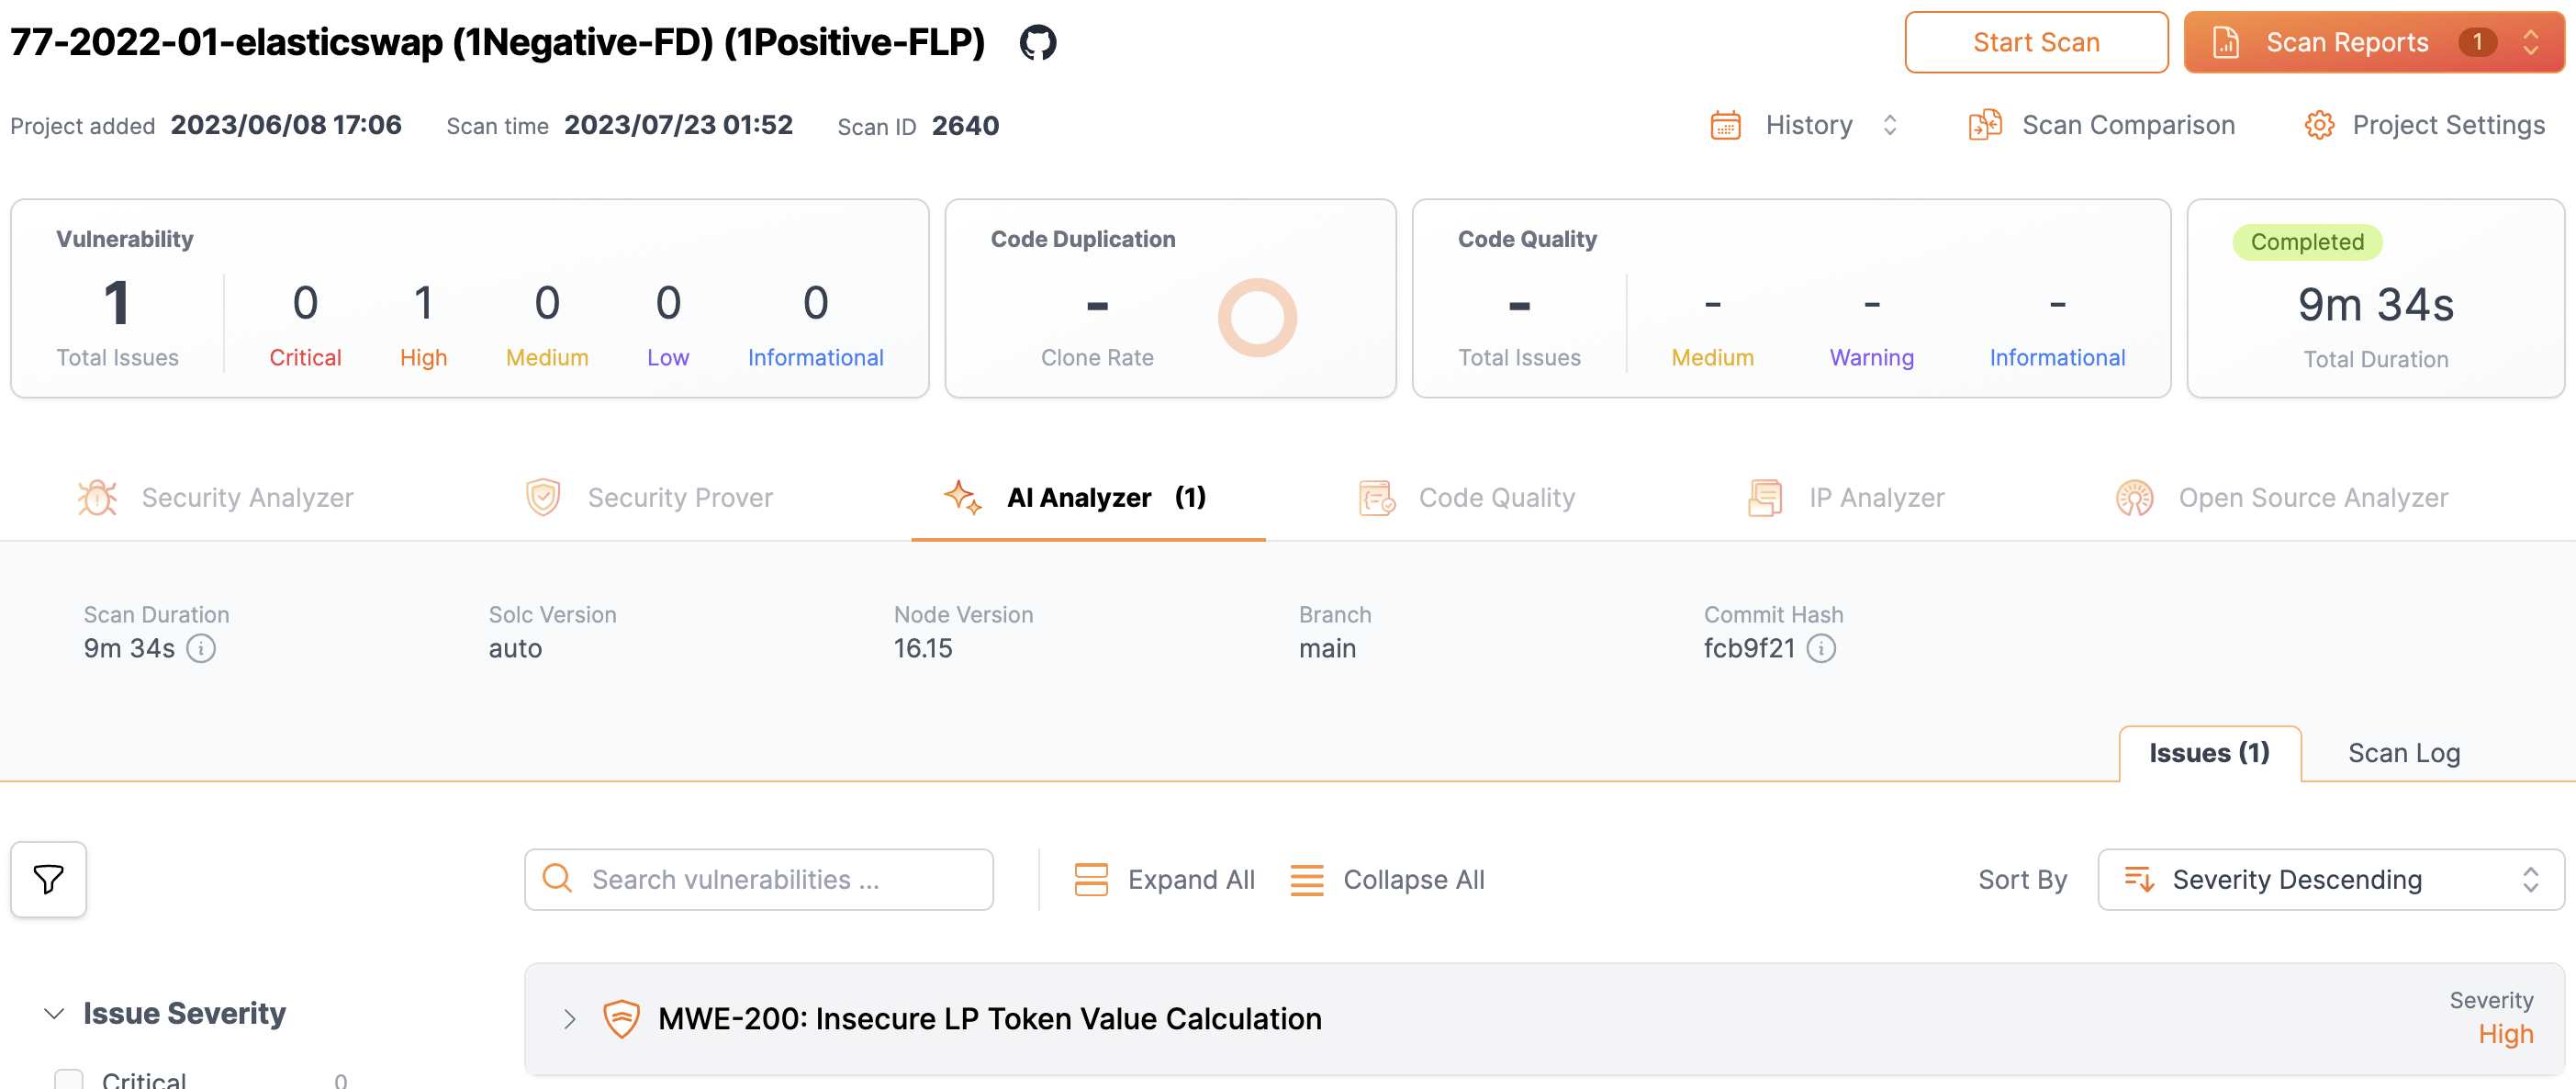 77-2022-01-elasticswap (1Negative-FD) (1Positive-FLP)
Start Scan
Scan Reports 1
Project added 2023/06/08 17:06 Scan time 2023/07/23 01:52 Scan ID 2640
History Scan Comparison Project Settings
Vulnerability
1 0 1 0 0 0
Total Issues Critical High Medium Low Informational
Code Duplication
-
Clone Rate
Code Quality
- - - -
Total Issues Medium Warning Informational
Completed
9m 34s
Total Duration
Security Analyzer Security Prover AI Analyzer (1) Code Quality IP Analyzer Open Source Analyzer
Scan Duration Solc Version Node Version Branch Commit Hash
9m 34s auto 16.15 main fcb9f21
Issues (1) Scan Log
Search vulnerabilities ... Expand All Collapse All Sort By Severity Descending
Issue Severity
Critical 0
MWE-200: Insecure LP Token Value Calculation
Severity
High